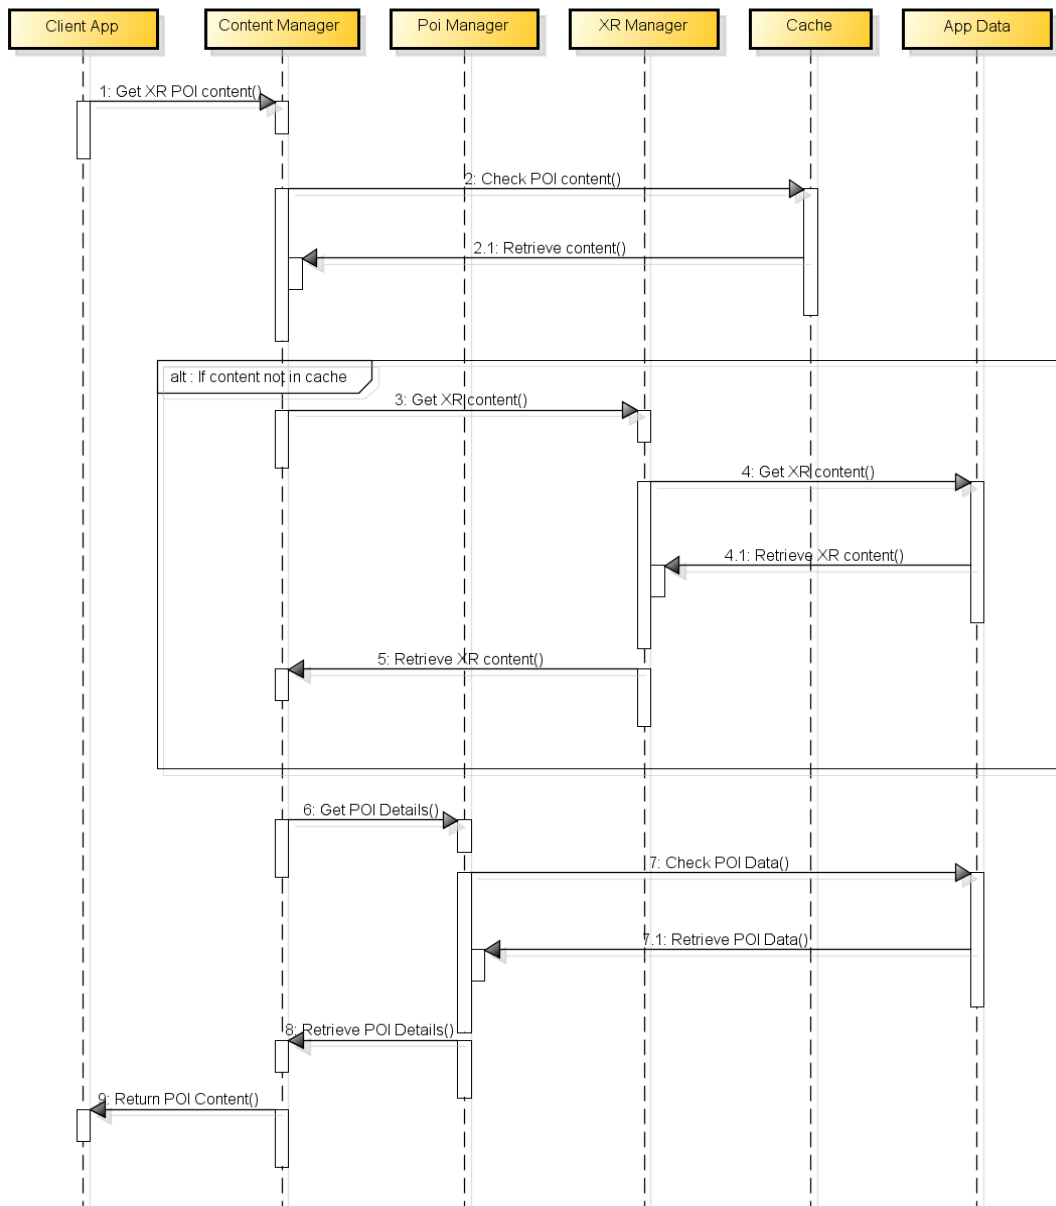 Client App
Content Manager
Poi Manager
XR Manager
Cache
App Data
1: Get XR POI content()
2: Check POI content()
2.1: Retrieve content()
alt : If content not in cache
3: Get XR content()
4: Get XR content()
4.1: Retrieve XR content()
5: Retrieve XR content()
6: Get POI Details()
7: Check POI Data()
7.1: Retrieve POI Data()
8: Retrieve POI Details()
9: Return POI Content()